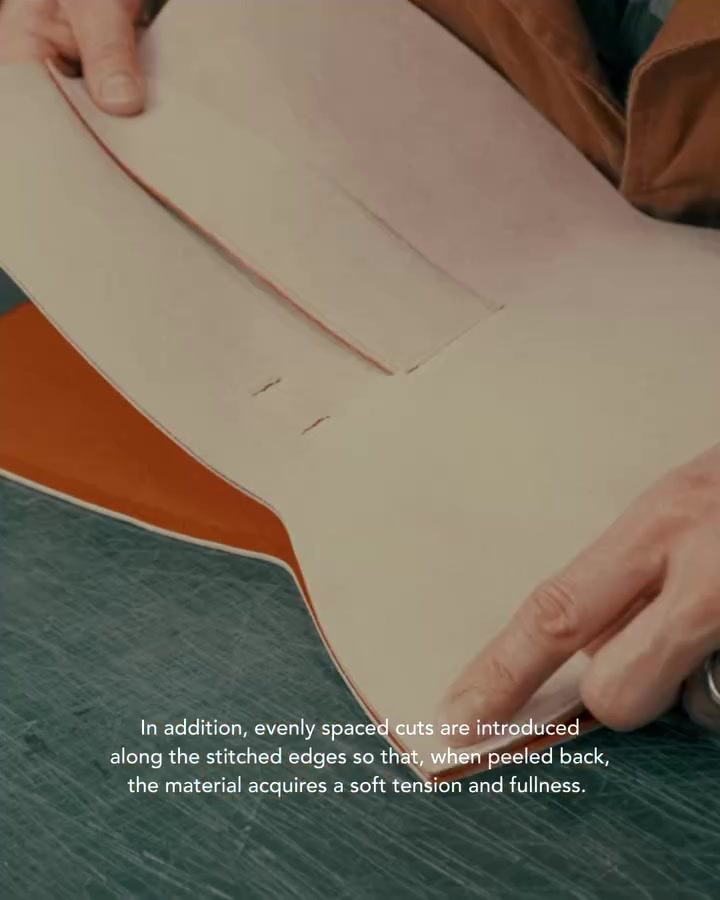 In addition, evenly spaced cuts are introduced
along the stitched edges so that, when peeled back,
the material acquires a soft tension and fullness.